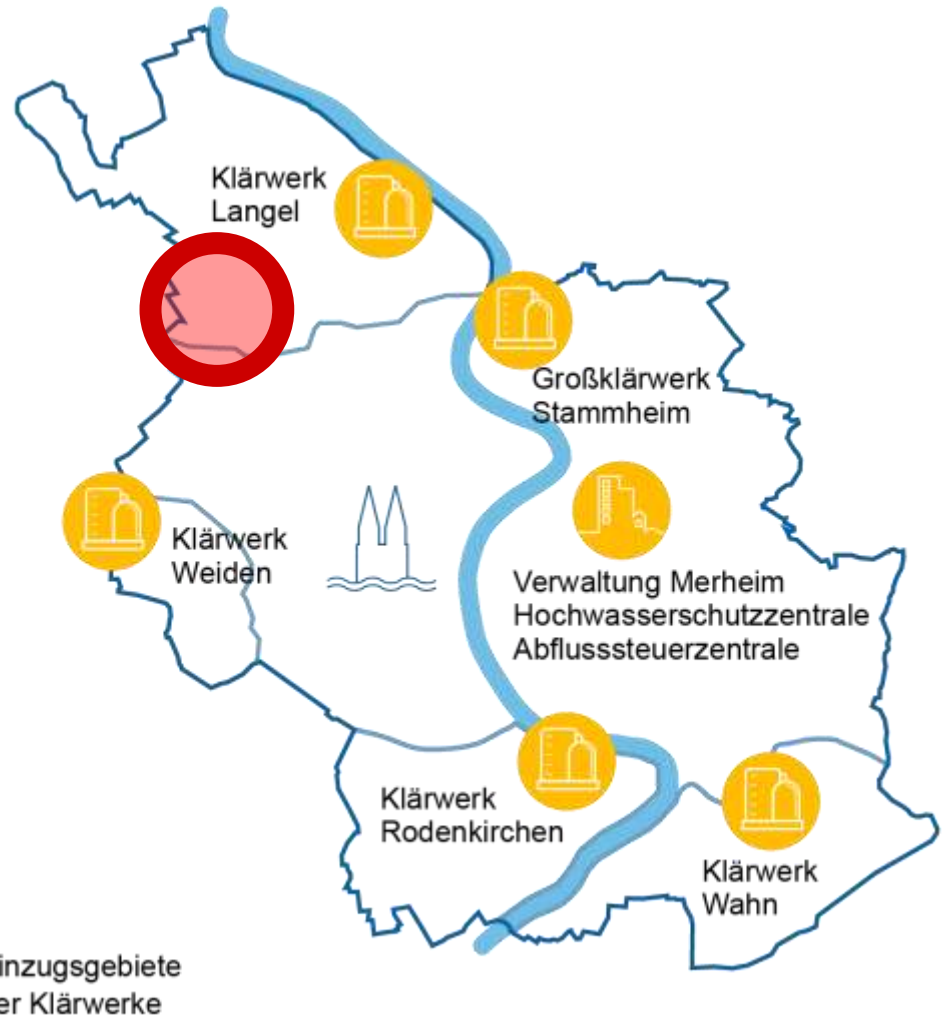 Klärwerk
Langel
Großklärwerk
Stammheim
Klärwerk
Weiden
Verwaltung Merheim
Hochwasserschutzzentrale
Abflusssteuerzentrale
Klärwerk
Rodenkirchen
Klärwerk
Wahn
inzugsgebiete
er Klärwerke